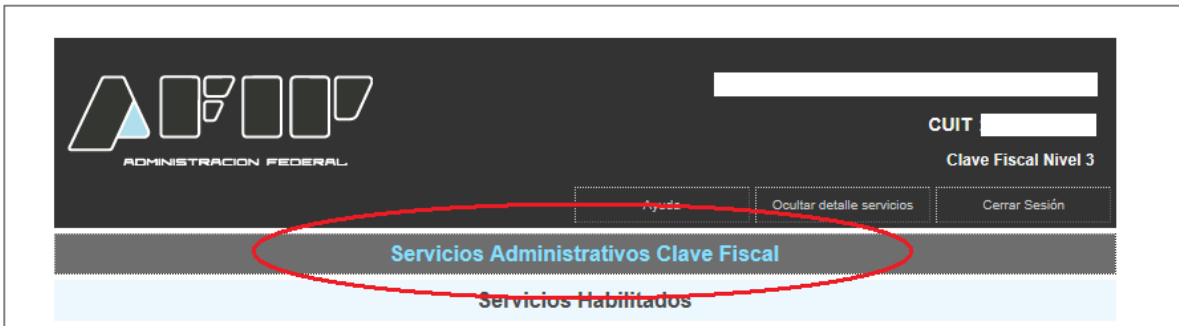 AFIP
ADMINISTRACION FEDERAL
CUIT :
Clave Fiscal Nivel 3
Ayuda
Ocultar detalle servicios
Cerrar Sesión
Servicios Administrativos Clave Fiscal
Servicios Habilitados